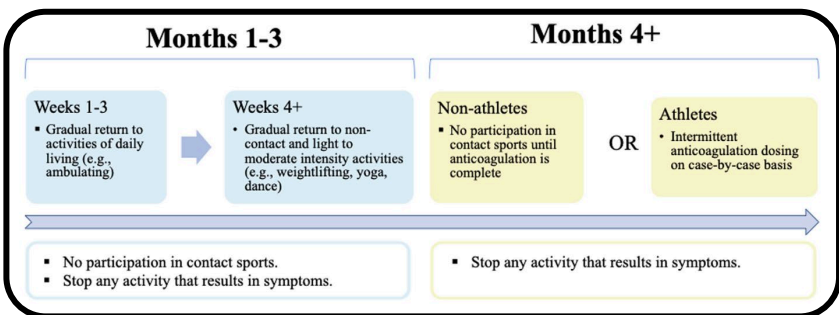 Months 1-3
Months 4+
Weeks 1-3
▪ Gradual return to
activities of daily
living (e.g.,
ambulating)
Weeks 4+
• Gradual return to non-
contact and light to
moderate intensity activities
(e.g., weightlifting, yoga,
dance)
Non-athletes
▪ No participation in
contact sports until
anticoagulation is
complete
OR
Athletes
• Intermittent
anticoagulation dosing
on case-by-case basis
▪ No participation in contact sports.
▪ Stop any activity that results in symptoms.
▪ Stop any activity that results in symptoms.